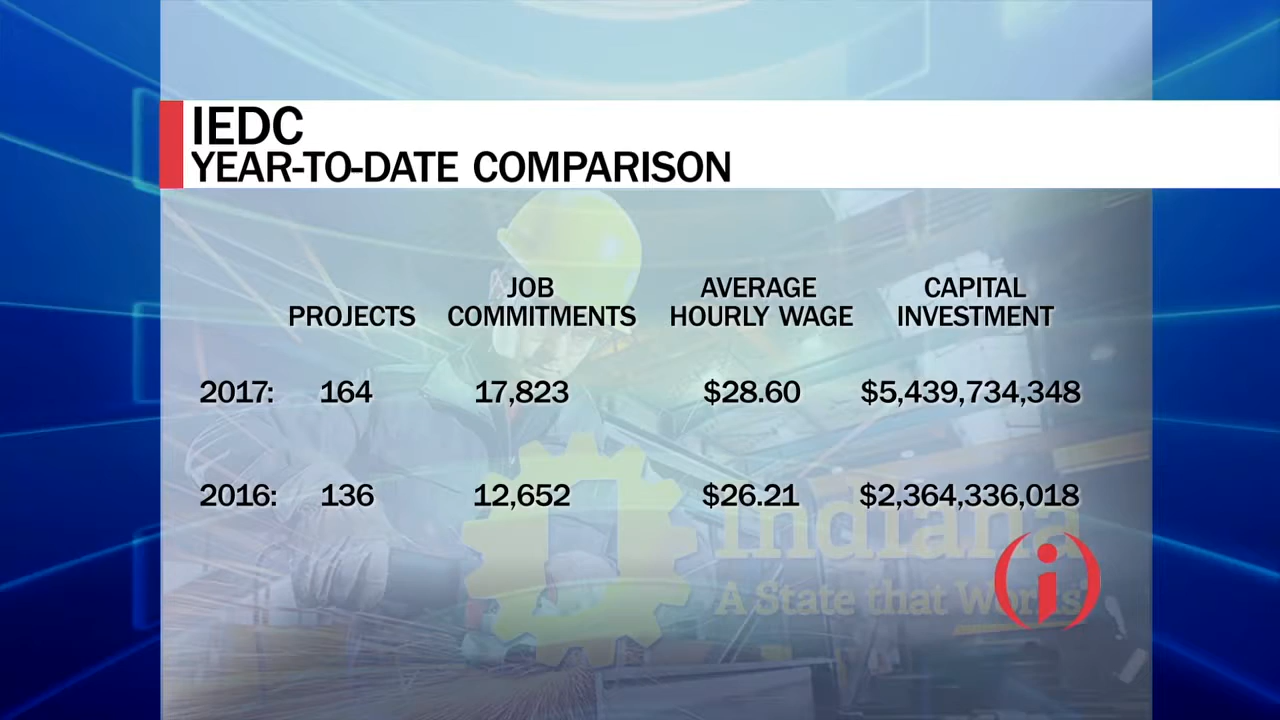 IEDC
YEAR-TO-DATE COMPARISON
PROJECTS JOB COMMITMENTS AVERAGE HOURLY WAGE CAPITAL INVESTMENT
2017: 164 17,823 $28.60 $5,439,734,348
2016: 136 12,652 $26.21 $2,364,336,018
Indiana
A State that Works
(i)